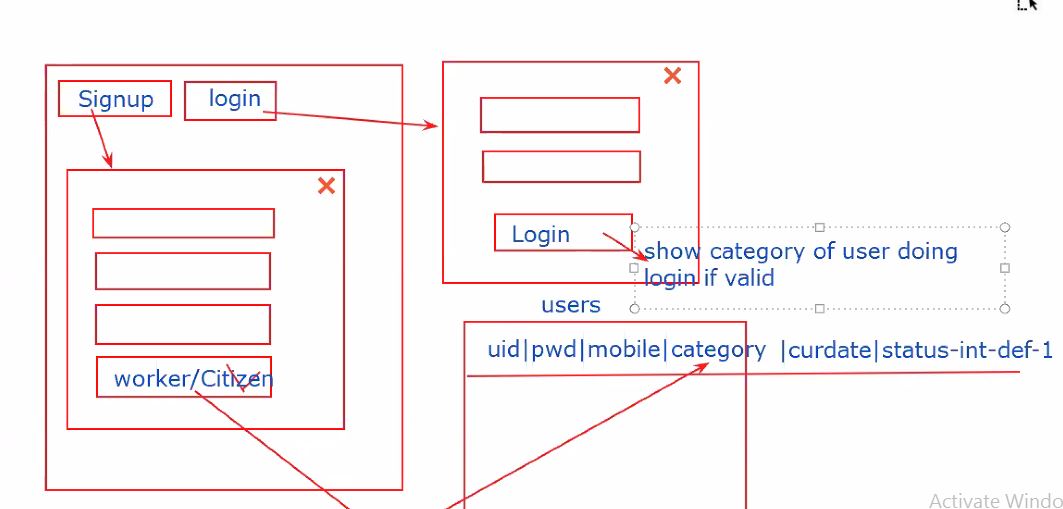 Signup
login
Login
show category of user doing
login if valid
users
uid|pwd|mobile|category |curdate|status-int-def-1
worker/Citizen
Activate Windo